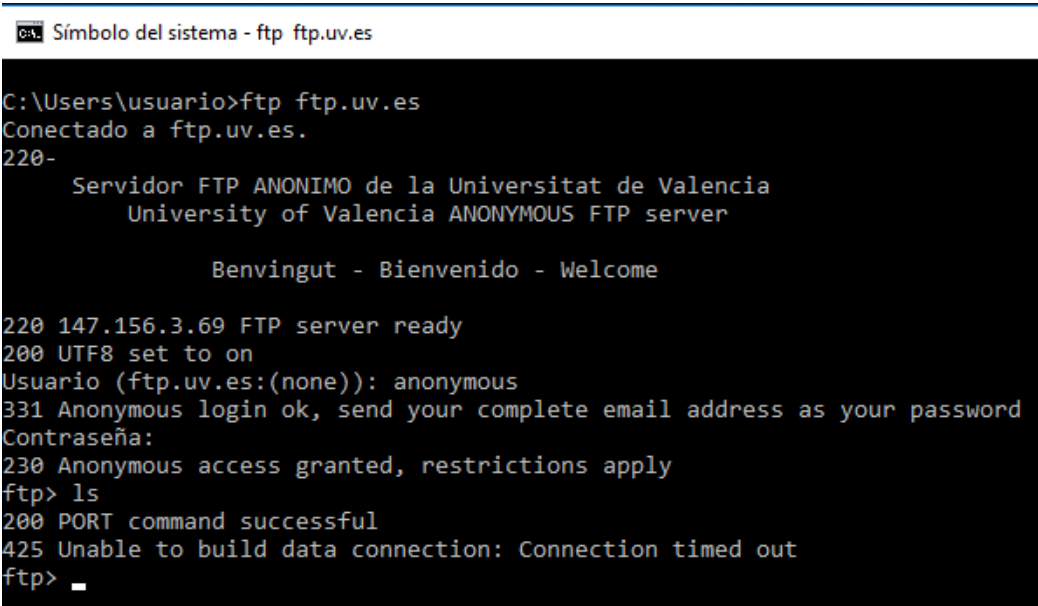 Símbolo del sistema - ftp ftp.uv.es
C:\Users\usuario>ftp ftp.uv.es
Conectado a ftp.uv.es.
220-
Servidor FTP ANONIMO de la Universitat de Valencia
University of Valencia ANONYMOUS FTP server
Benvingut - Bienvenido - Welcome
220 147.156.3.69 FTP server ready
200 UTF8 set to on
Usuario (ftp.uv.es:(none)): anonymous
331 Anonymous login ok, send your complete email address as your password
Contraseña:
230 Anonymous access granted, restrictions apply
ftp> ls
200 PORT command successful
425 Unable to build data connection: Connection timed out
ftp>